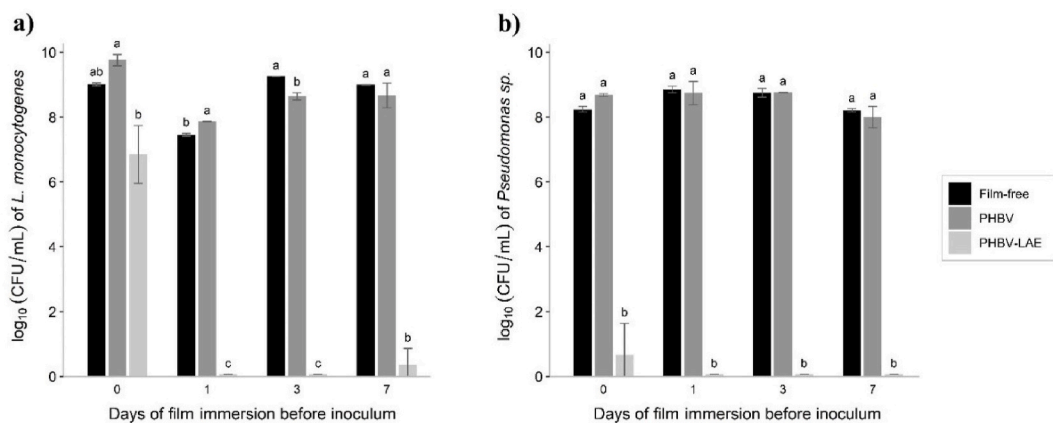 a)
log₁₀ (CFU/mL) of L. monocytogenes
10
8
6
4
2
0
ab
a
b
b
a
c
a
b
c
a
a
b
0
1
3
7
Days of film immersion before inoculum
b)
log₁₀ (CFU/mL) of Pseudomonas sp.
10
8
6
4
2
0
a
a
b
a
a
b
a
a
b
a
a
b
0
1
3
7
Days of film immersion before inoculum
Film-free
PHBV
PHBV-LAE